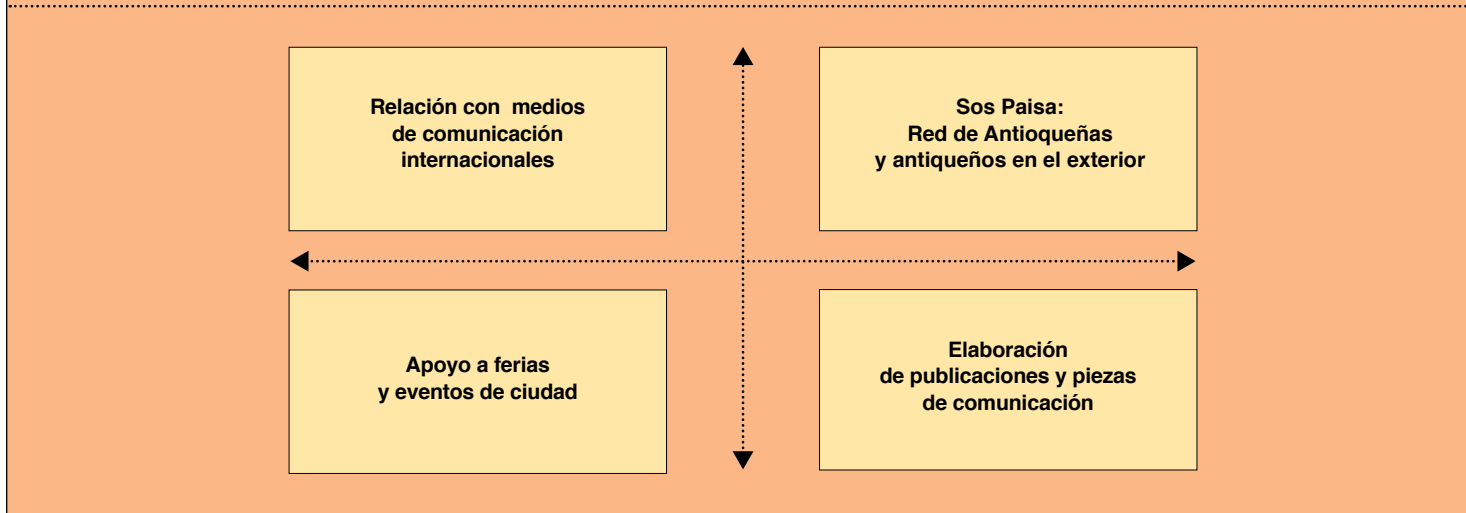 Relación con medios
de comunicación
internacionales
Sos Paisa:
Red de Antioqueñas
y antiqueños en el exterior
Apoyo a ferias
y eventos de ciudad
Elaboración
de publicaciones y piezas
de comunicación